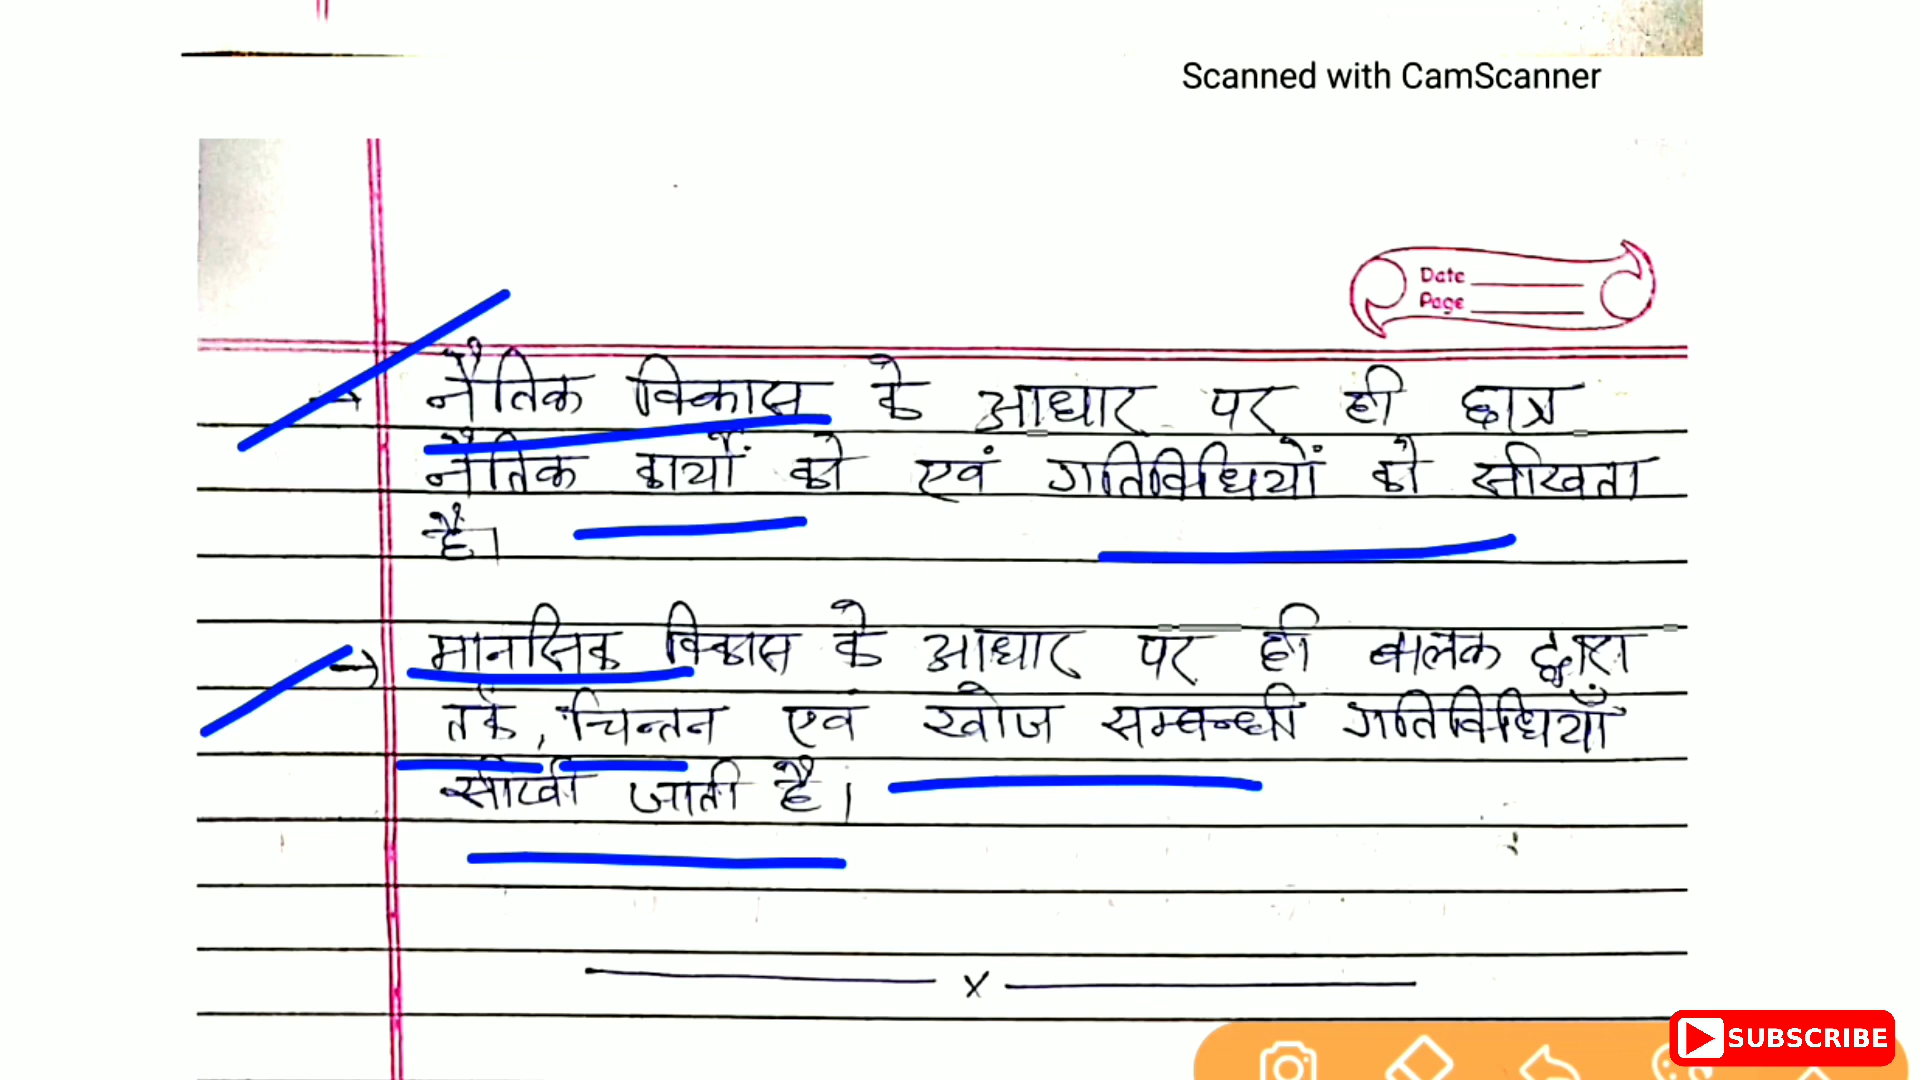 Scanned with CamScanner
Date
Page
→ नैतिक विकास के आधार पर ही छात्र
नैतिक कार्यों को एवं गतिविधियों को सीखता
है।
→ मानसिक विकास के आधार पर ही बालक द्वारा
तर्क, चिन्तन एवं खोज सम्बन्धी गतिविधियाँ
सीखी जाती है।
x
SUBSCRIBE